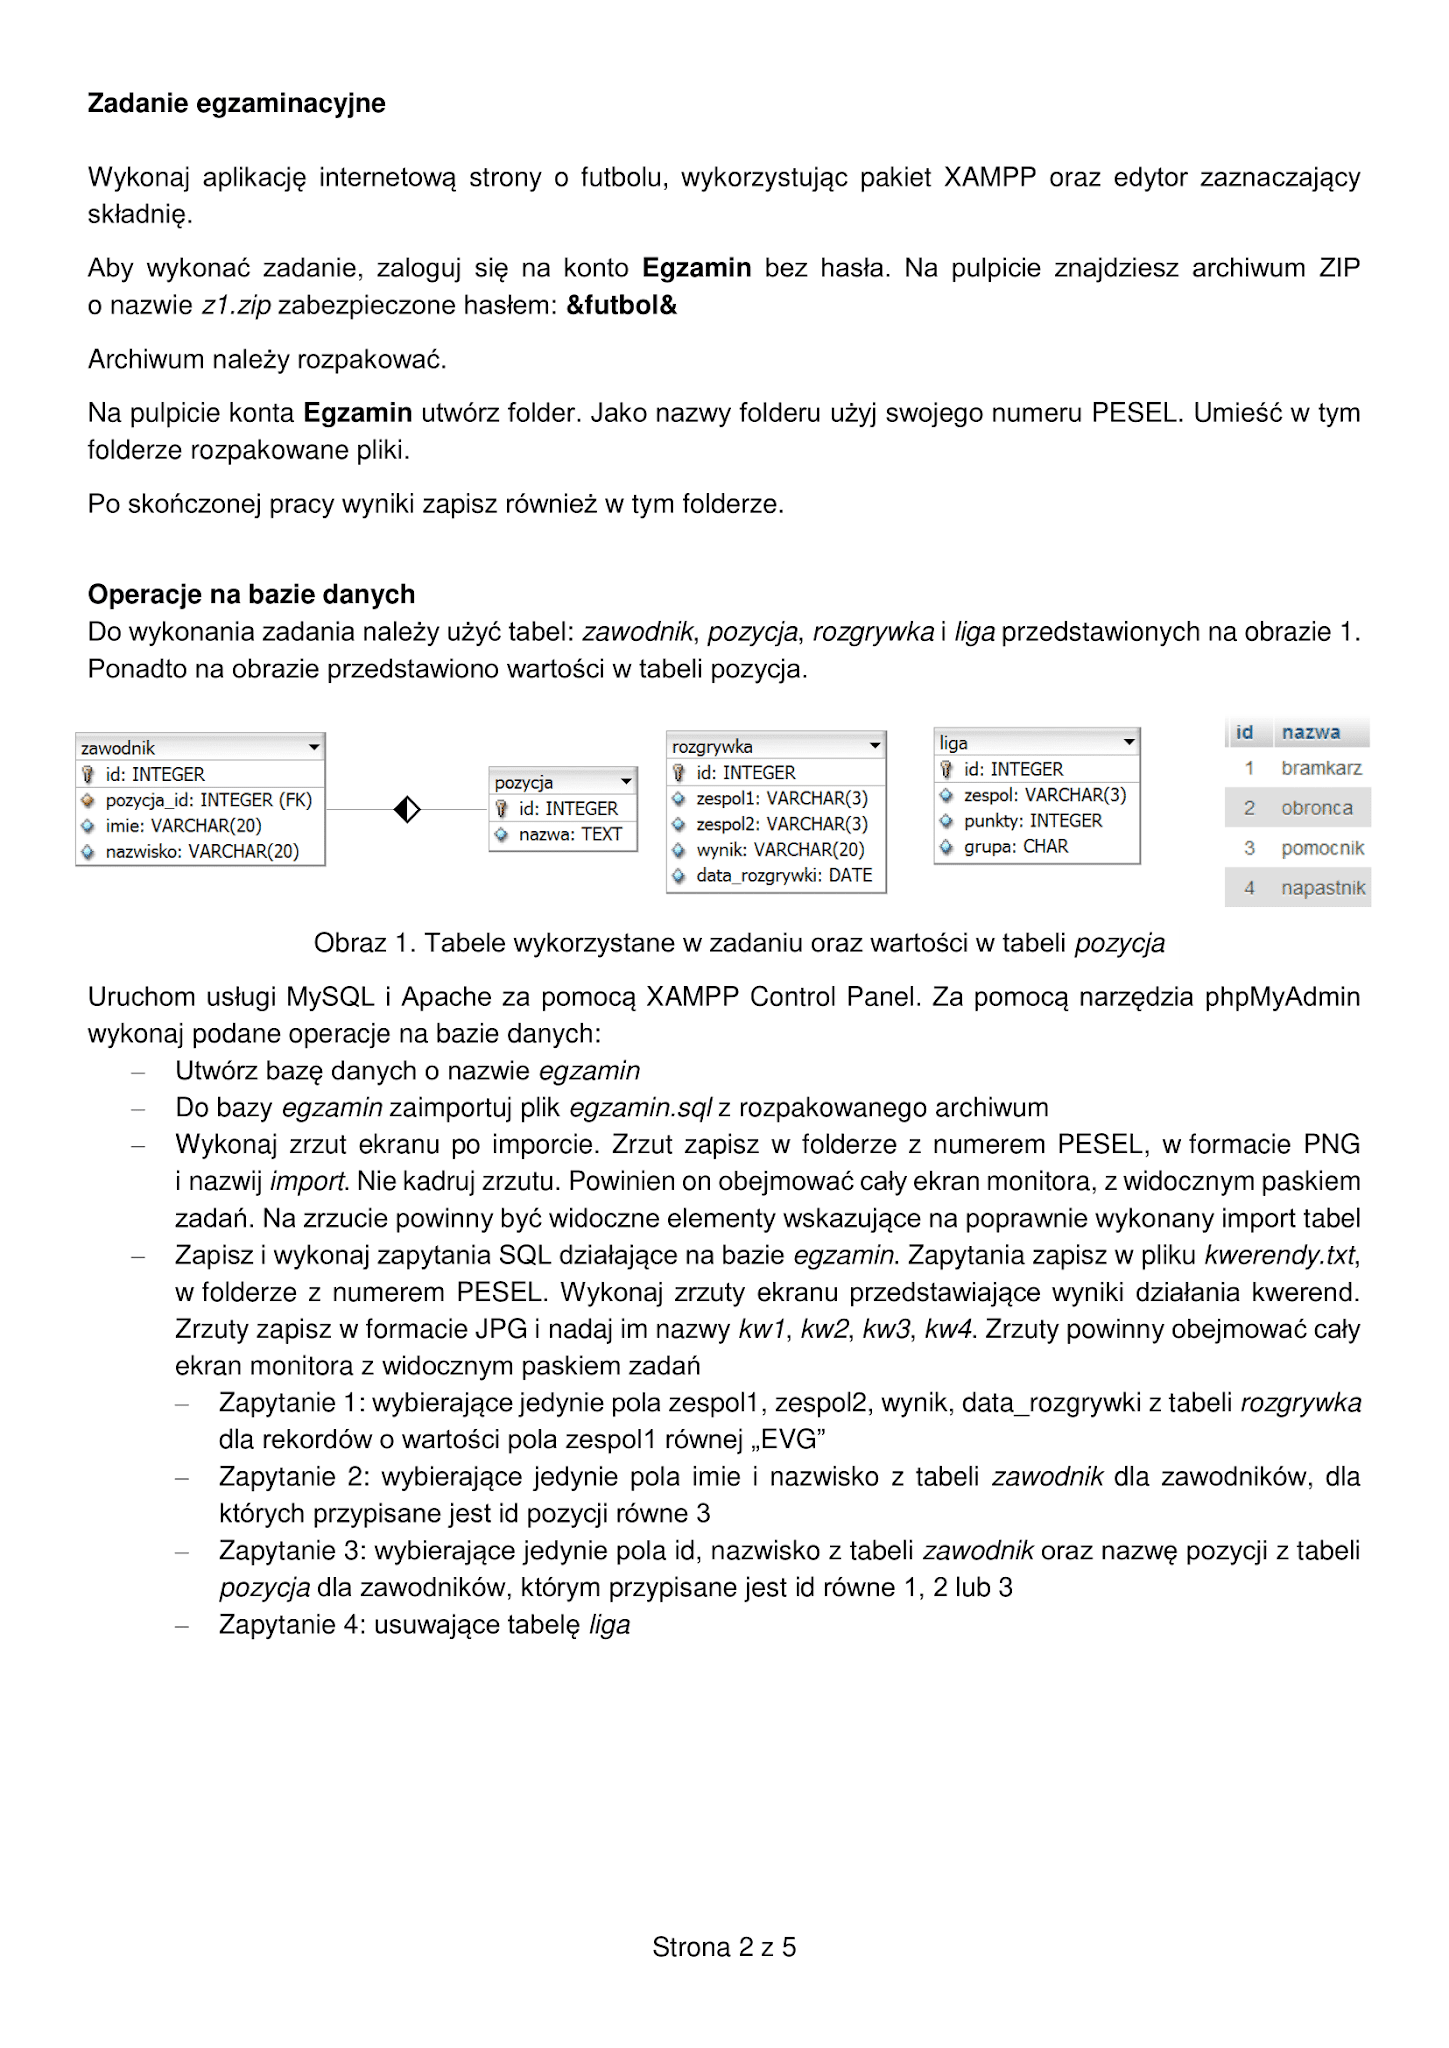 Zadanie egzaminacyjne
Wykonaj aplikację internetową strony o futbolu, wykorzystując pakiet XAMPP oraz edytor zaznaczający
składnię.
Aby wykonać zadanie, zaloguj się na konto Egzamin bez hasła. Na pulpicie znajdziesz archiwum ZIP
o nazwie z1.zip zabezpieczone hasłem: &futbol&
Archiwum należy rozpakować.
Na pulpicie konta Egzamin utwórz folder. Jako nazwy folderu użyj swojego numeru PESEL. Umieść w tym
folderze rozpakowane pliki.
Po skończonej pracy wyniki zapisz również w tym folderze.
Operacje na bazie danych
Do wykonania zadania należy użyć tabel: zawodnik, pozycja, rozgrywka i liga przedstawionych na obrazie 1.
Ponadto na obrazie przedstawiono wartości w tabeli pozycja.
zawodnik
id: INTEGER
pozycja_id: INTEGER (FK)
imie: VARCHAR(20)
nazwisko: VARCHAR(20)
pozycja
id: INTEGER
nazwa: TEXT
rozgrywka
id: INTEGER
zespol1: VARCHAR(3)
zespol2: VARCHAR(3)
wynik: VARCHAR(20)
data_rozgrywki: DATE
liga
id: INTEGER
zespol: VARCHAR(3)
punkty: INTEGER
grupa: CHAR
id nazwa
1 bramkarz
2 obronca
3 pomocnik
4 napastnik
Obraz 1. Tabele wykorzystane w zadaniu oraz wartości w tabeli pozycja
Uruchom usługi MySQL i Apache za pomocą XAMPP Control Panel. Za pomocą narzędzia phpMyAdmin
wykonaj podane operacje na bazie danych:
– Utwórz bazę danych o nazwie egzamin
– Do bazy egzamin zaimportuj plik egzamin.sql z rozpakowanego archiwum
– Wykonaj zrzut ekranu po imporcie. Zrzut zapisz w folderze z numerem PESEL, w formacie PNG
i nazwij import. Nie kadruj zrzutu. Powinien on obejmować cały ekran monitora, z widocznym paskiem
zadań. Na zrzucie powinny być widoczne elementy wskazujące na poprawnie wykonany import tabel
– Zapisz i wykonaj zapytania SQL działające na bazie egzamin. Zapytania zapisz w pliku kwerendy.txt,
w folderze z numerem PESEL. Wykonaj zrzuty ekranu przedstawiające wyniki działania kwerend.
Zrzuty zapisz w formacie JPG i nadaj im nazwy kw1, kw2, kw3, kw4. Zrzuty powinny obejmować cały
ekran monitora z widocznym paskiem zadań
– Zapytanie 1: wybierające jedynie pola zespol1, zespol2, wynik, data_rozgrywki z tabeli rozgrywka
dla rekordów o wartości pola zespol1 równej „EVG”
– Zapytanie 2: wybierające jedynie pola imie i nazwisko z tabeli zawodnik dla zawodników, dla
których przypisane jest id pozycji równe 3
– Zapytanie 3: wybierające jedynie pola id, nazwisko z tabeli zawodnik oraz nazwę pozycji z tabeli
pozycja dla zawodników, którym przypisane jest id równe 1, 2 lub 3
– Zapytanie 4: usuwające tabelę liga
Strona 2 z 5